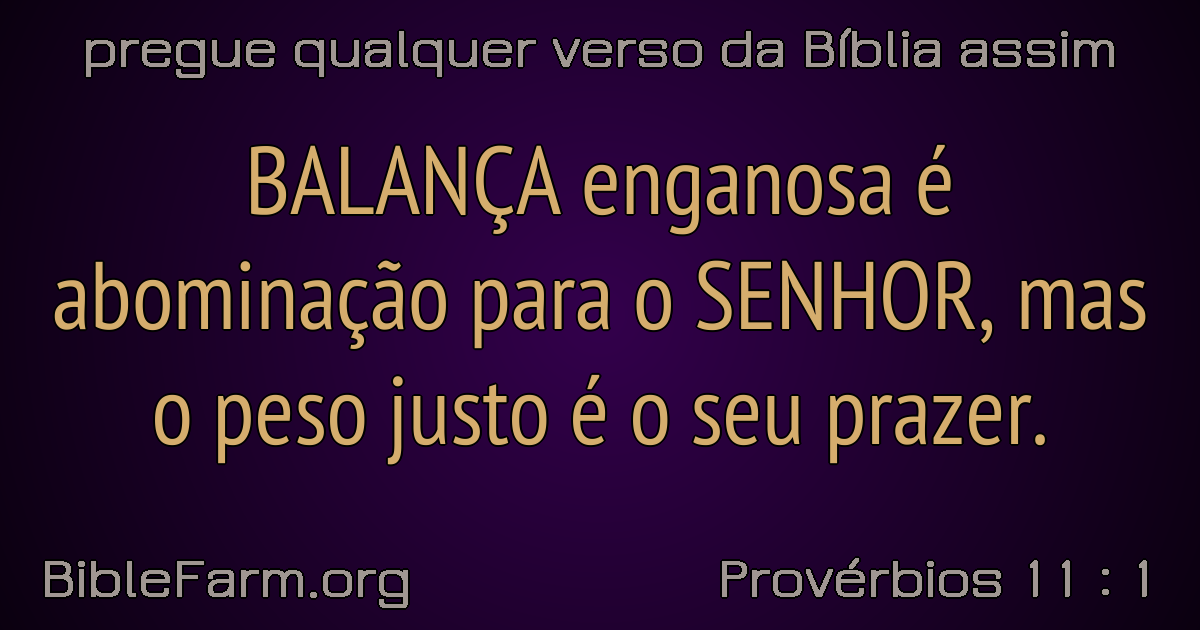 pregue qualquer verso da Bíblia assim
BALANÇA enganosa é
abominação para o SENHOR, mas
o peso justo é o seu prazer.
BibleFarm.org
Provérbios 11 : 1